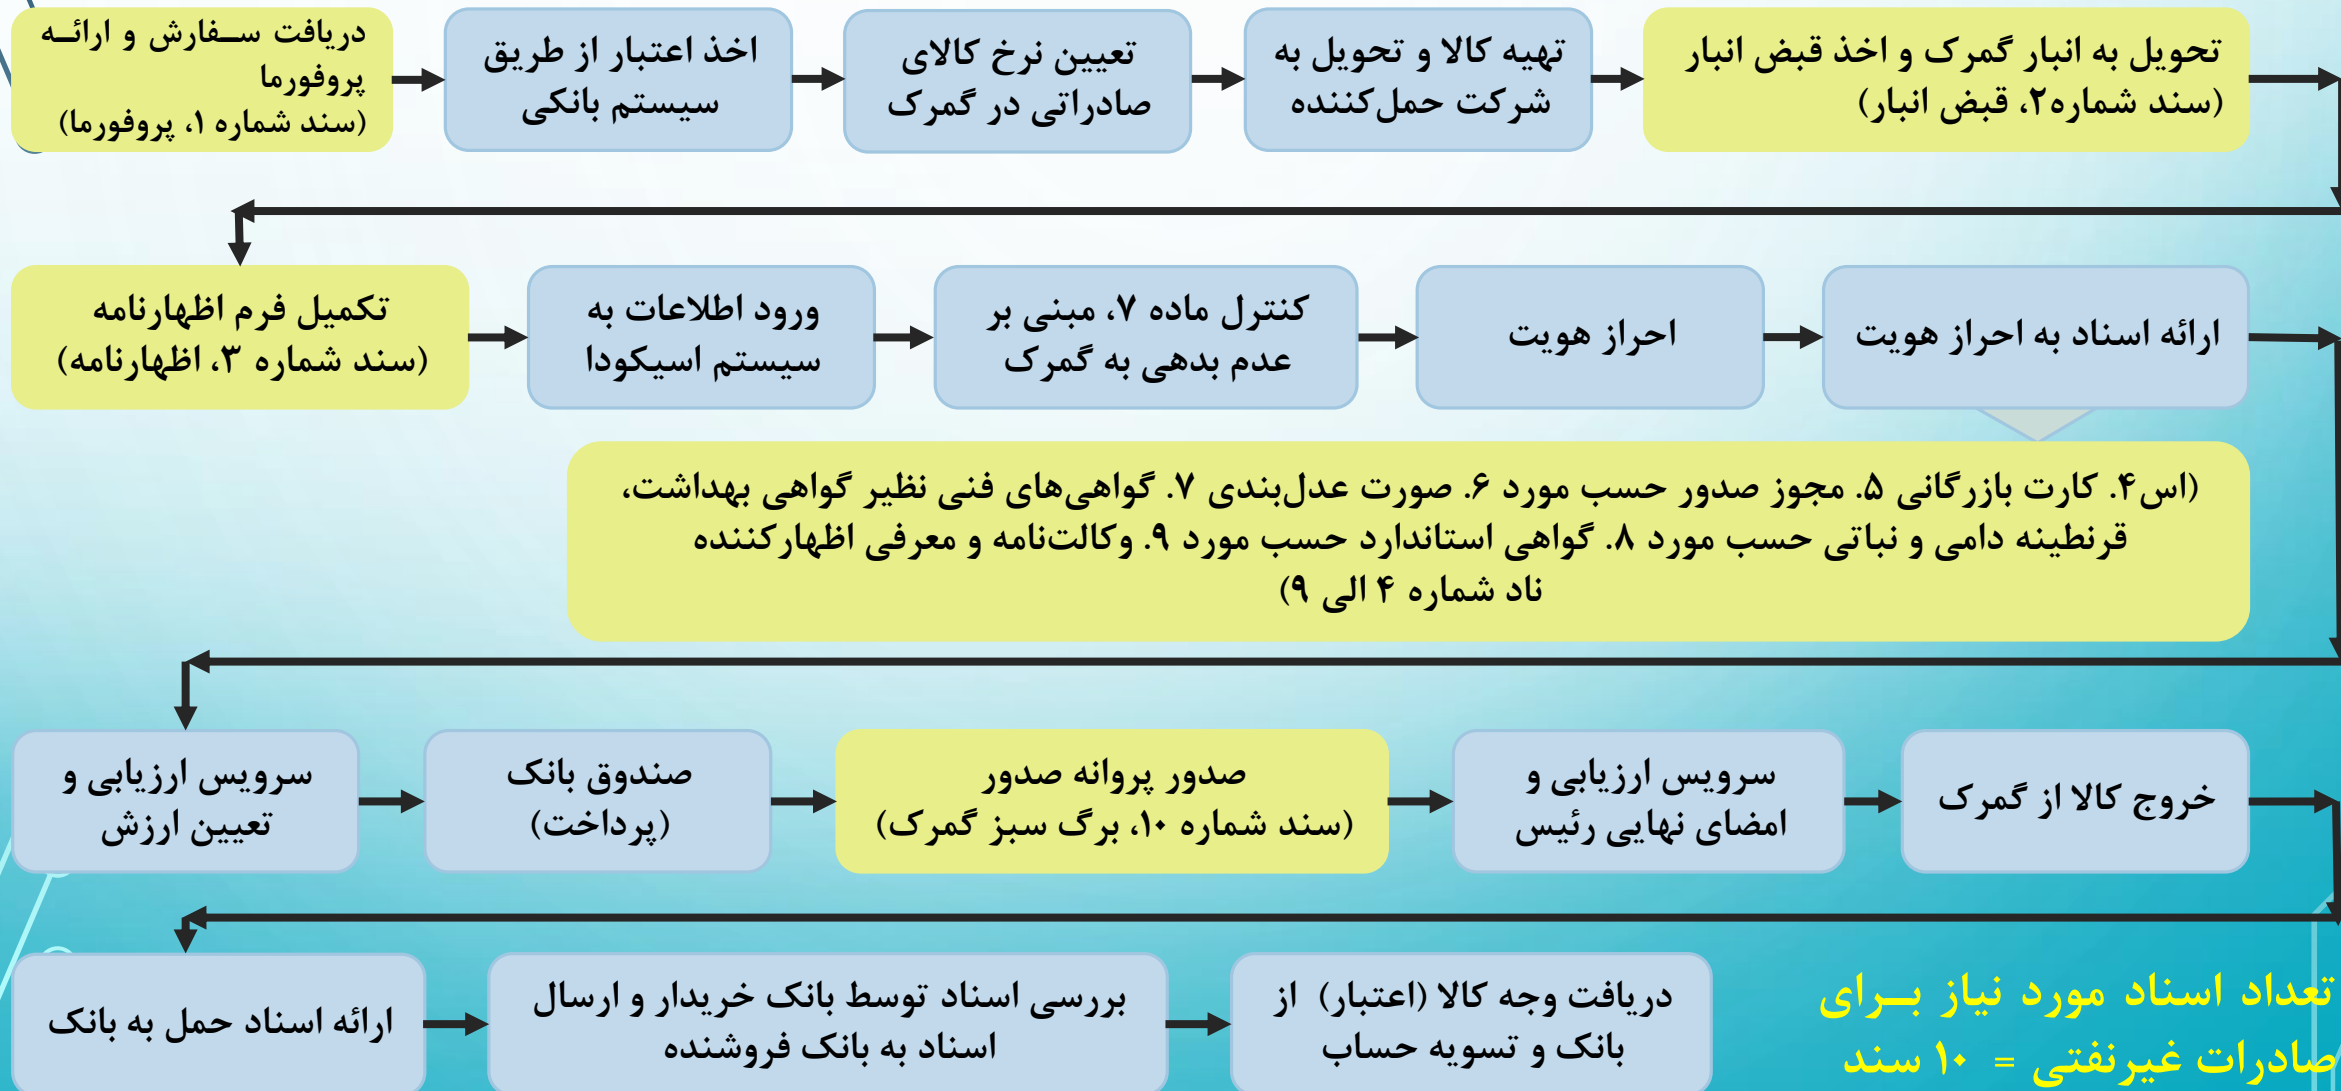 دریافت سـفارش و ارائـه
پروفورما
(سند شماره ۱، پروفورما)
اخذ اعتبار از طریق
سیستم بانکی
تعیین نرخ کالای
صادراتی در گمرک
تهیه کالا و تحویل به
شرکت حمل‌کننده
تحویل به انبار گمرک و اخذ قبض انبار
(سند شماره۲، قبض انبار)
تکمیل فرم اظهارنامه
(سند شماره ۳، اظهارنامه)
ورود اطلاعات به
سیستم اسیکودا
کنترل ماده ۷، مبنی بر
عدم بدهی به گمرک
احراز هویت
ارائه اسناد به احراز هویت
(اس۴. کارت بازرگانی ۵. مجوز صدور حسب مورد ۶. صورت عدل‌بندی ۷. گواهی‌های فنی نظیر گواهی بهداشت،
قرنطینه دامی و نباتی حسب مورد ۸. گواهی استاندارد حسب مورد ۹. وکالت‌نامه و معرفی اظهارکننده
ناد شماره ۴ الی ۹)
سرویس ارزیابی و
تعیین ارزش
صندوق بانک
(پرداخت)
صدور پروانه صدور
(سند شماره ۱۰، برگ سبز گمرک)
سرویس ارزیابی و
امضای نهایی رئیس
خروج کالا از گمرک
ارائه اسناد حمل به بانک
بررسی اسناد توسط بانک خریدار و ارسال
اسناد به بانک فروشنده
دریافت وجه کالا (اعتبار) از
بانک و تسویه حساب
تعداد اسناد مورد نیاز بـرای
صادرات غیرنفتی = ۱۰ سند